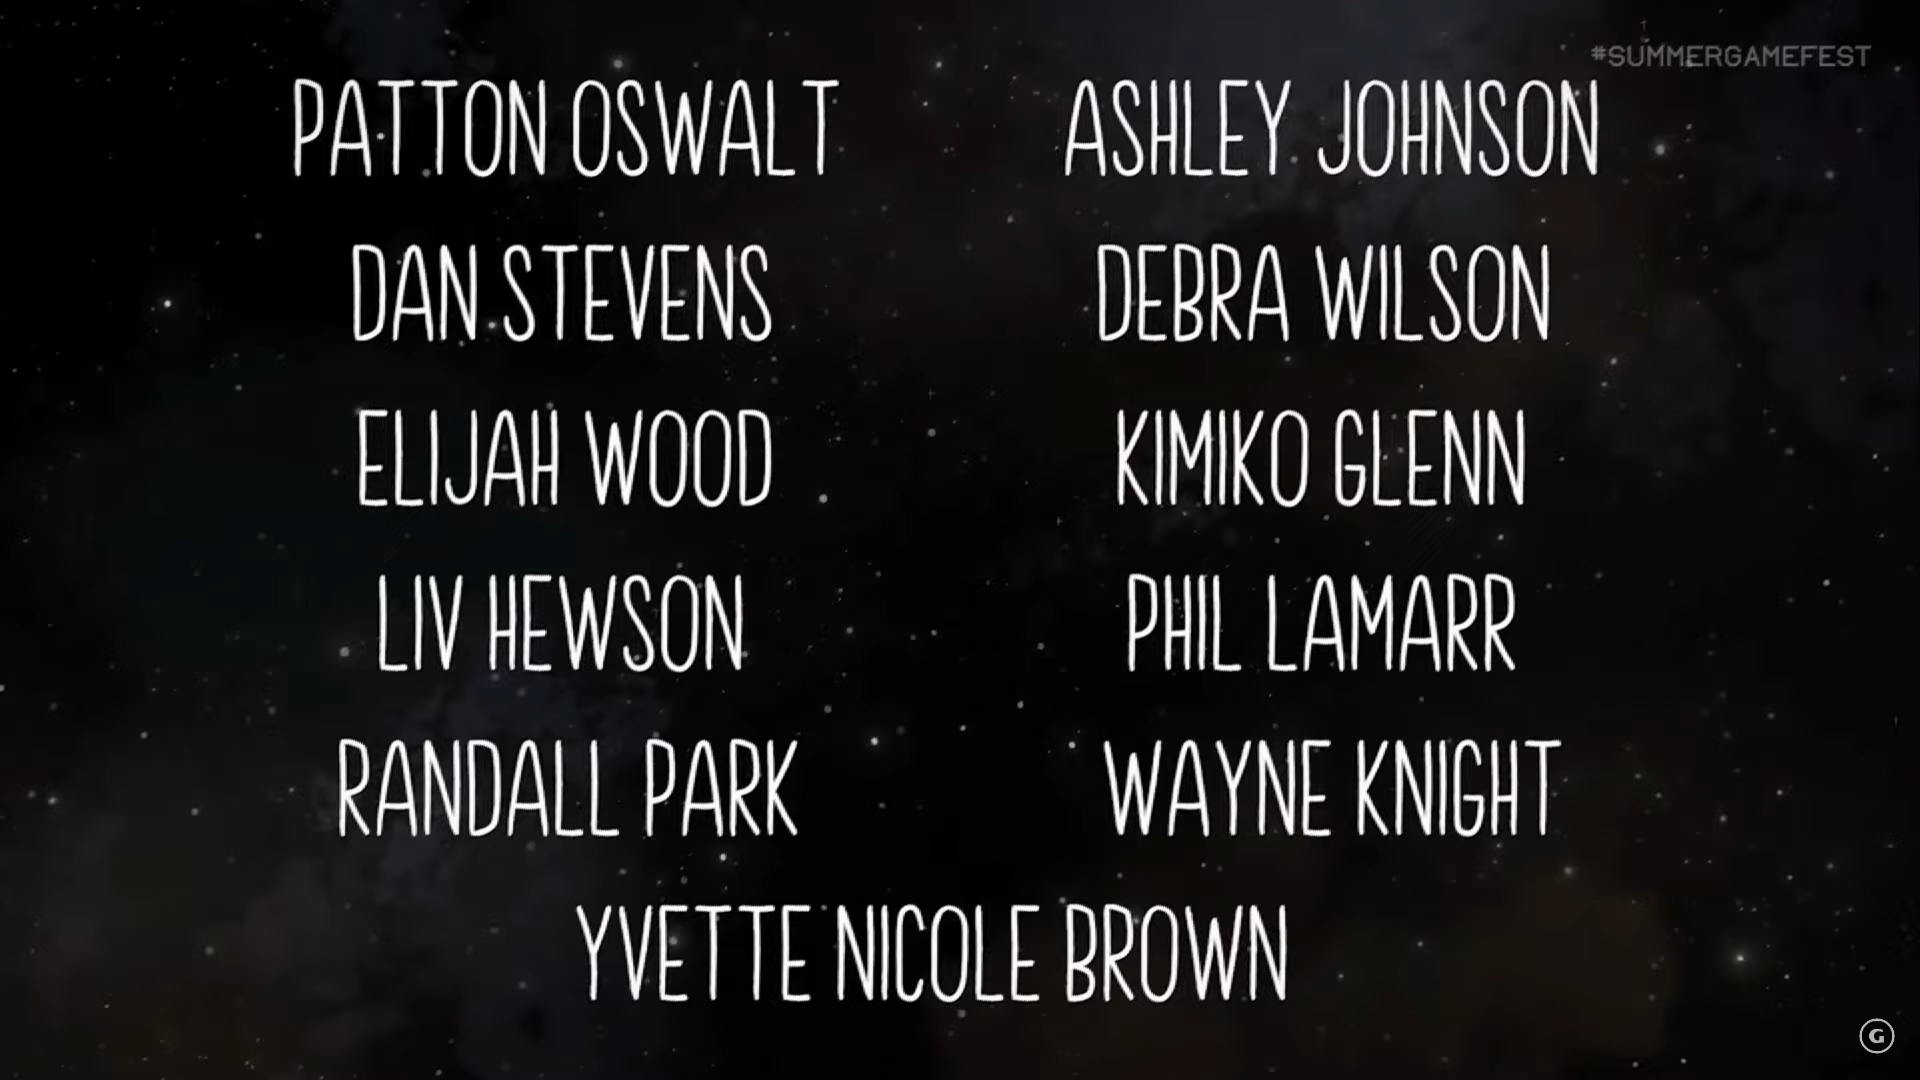 #SUMMERGAMEFEST
PATTON OSWALT
ASHLEY JOHNSON
DAN STEVENS
DEBRA WILSON
ELIJAH WOOD
KIMIKO GLENN
LIV HEWSON
PHIL LAMARR
RANDALL PARK
WAYNE KNIGHT
YVETTE NICOLE BROWN
G